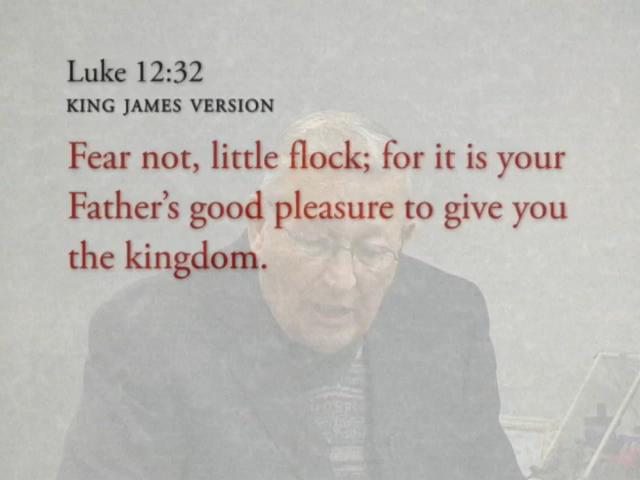 Luke 12:32
KING JAMES VERSION
Fear not, little flock; for it is your
Father’s good pleasure to give you
the kingdom.